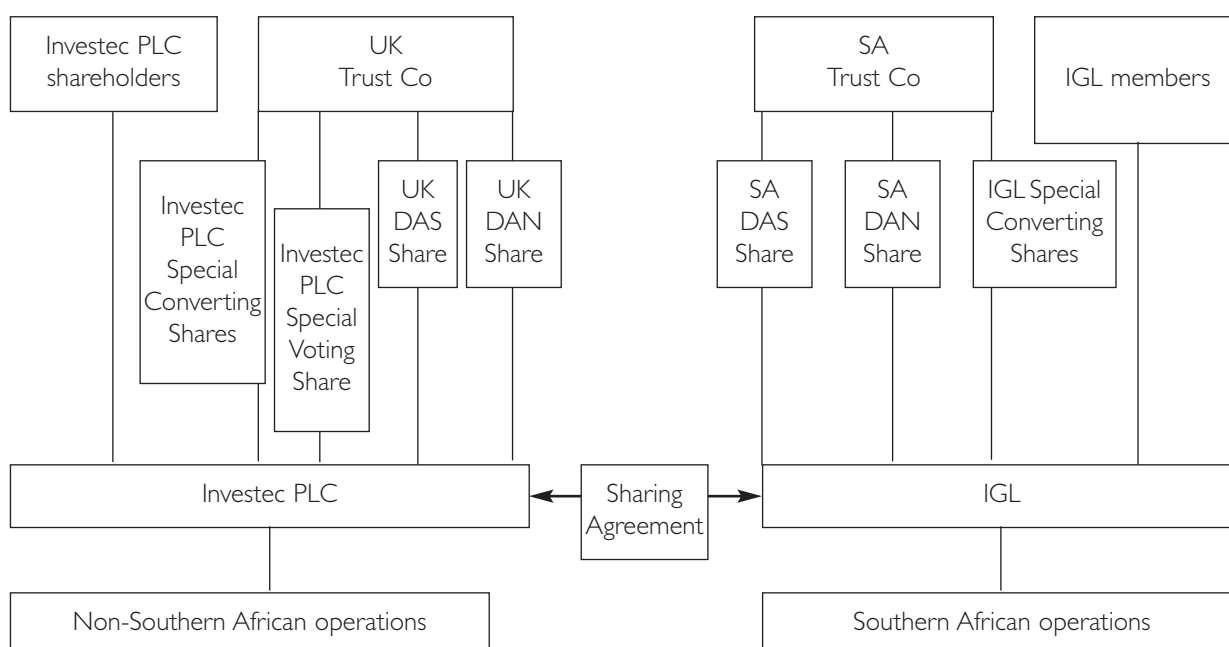 Investec PLC
shareholders
UK
Trust Co
SA
Trust Co
IGL members
Investec
PLC
Special
Converting
Shares
Investec
PLC
Special
Voting
Share
UK
DAS
Share
UK
DAN
Share
SA
DAS
Share
SA
DAN
Share
IGL Special
Converting
Shares
Investec PLC
Sharing
Agreement
IGL
Non-Southern African operations
Southern African operations